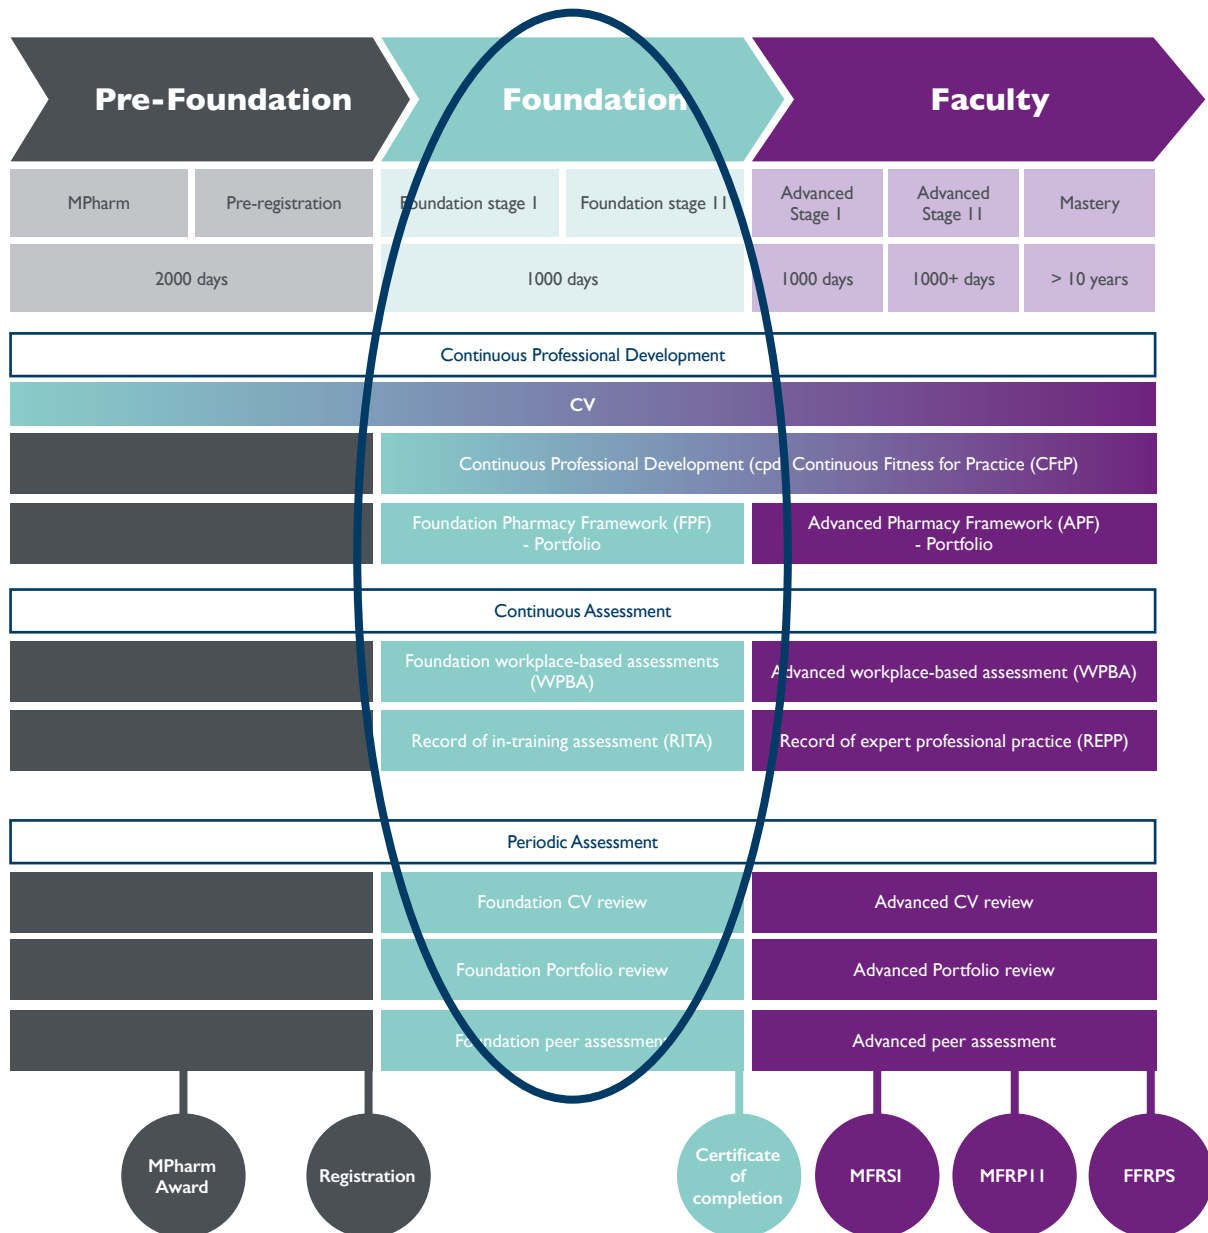 Pre-Foundation
Foundation
Faculty
MPharm
Pre-registration
Foundation stage 1
Foundation stage 11
Advanced
Stage 1
Advanced
Stage 11
Mastery
2000 days
1000 days
1000 days
1000+ days
> 10 years
Continuous Professional Development
CV
Continuous Professional Development (cpd) Continuous Fitness for Practice (CFtP)
Foundation Pharmacy Framework (FPF)
- Portfolio
Advanced Pharmacy Framework (APF)
- Portfolio
Continuous Assessment
Foundation workplace-based assessments
(WPBA)
Advanced workplace-based assessment (WPBA)
Record of in-training assessment (RITA)
Record of expert professional practice (REPP)
Periodic Assessment
Foundation CV review
Advanced CV review
Foundation Portfolio review
Advanced Portfolio review
Foundation peer assessment
Advanced peer assessment
MPharm
Award
Registration
Certificate
of
completion
MFRSI
MFRP11
FFRPS